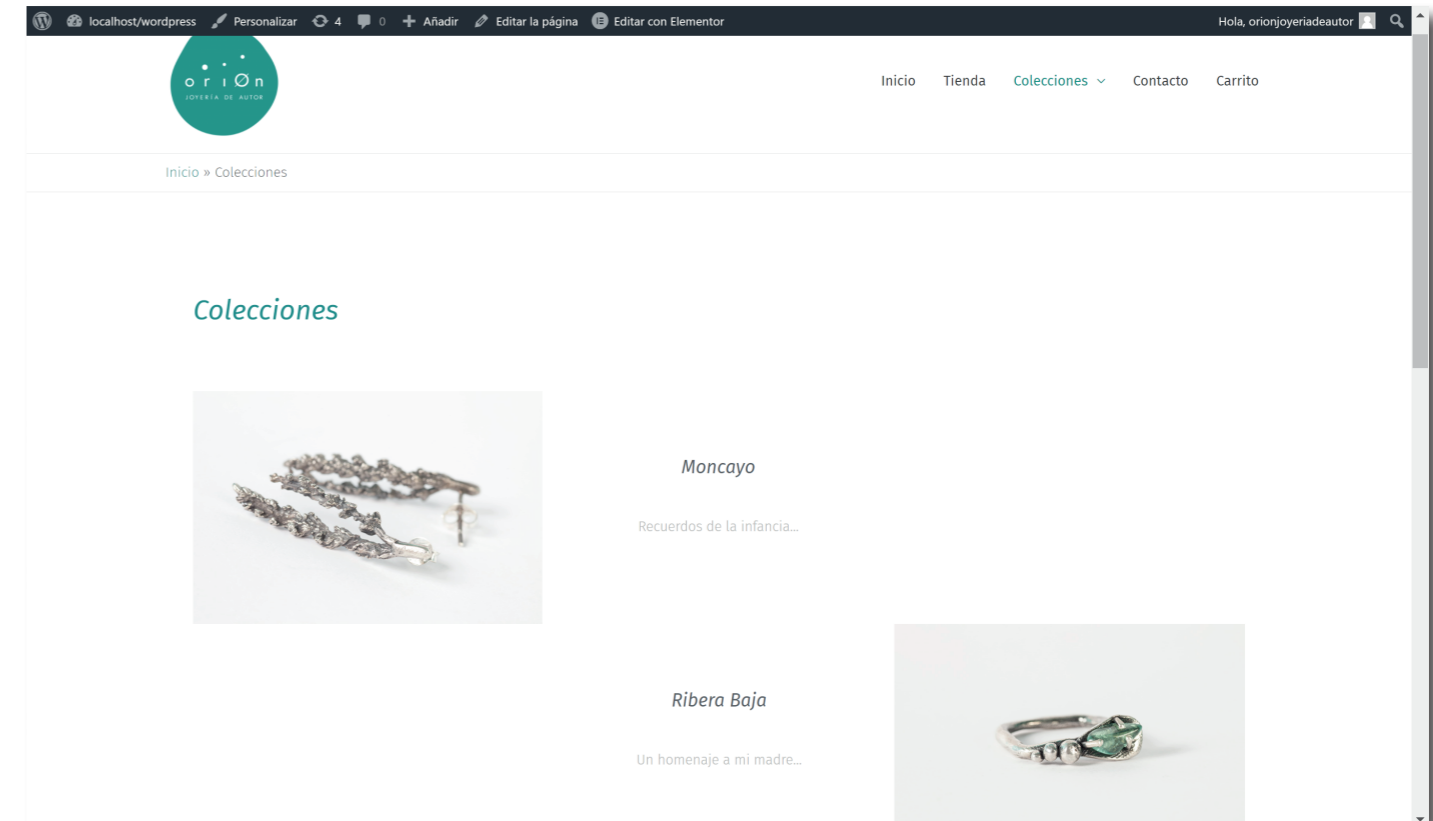 localhost/wordpress Personalizar 4 0 Añadir Editar la página Editar con Elementor Hola, orionjoyeriadeautor
oriØn
JOYERÍA DE AUTOR
Inicio Tienda Colecciones Contacto Carrito
Inicio » Colecciones
Colecciones
Moncayo
Recuerdos de la infancia...
Ribera Baja
Un homenaje a mi madre...